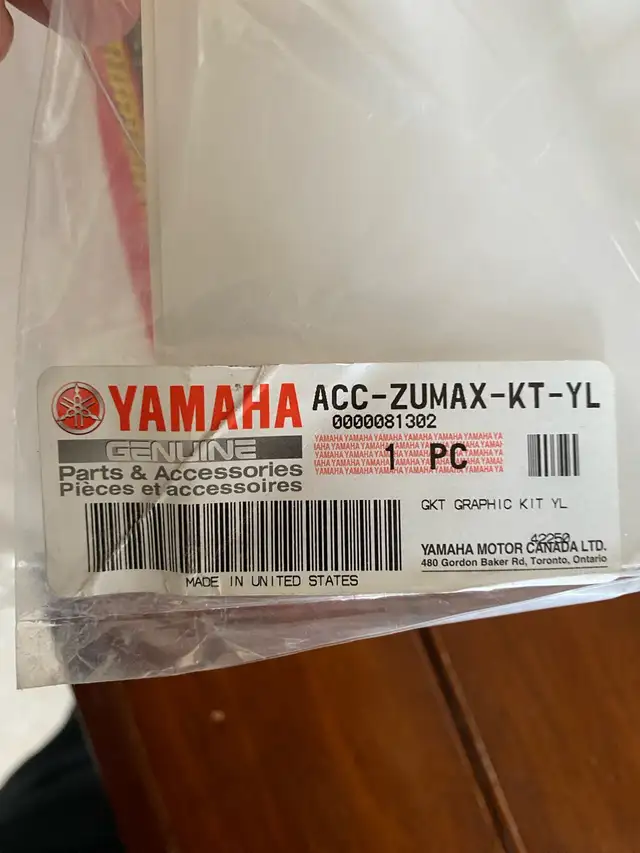 YAMAHA
GENUINE
Parts & Accessories
Pièces et accessoires
ACC-ZUMAX-KT-YL
0000081302
1 PC
GKT GRAPHIC KIT YL
42250
YAMAHA MOTOR CANADA LTD.
480 Gordon Baker Rd, Toronto, Ontario
MADE IN UNITED STATES